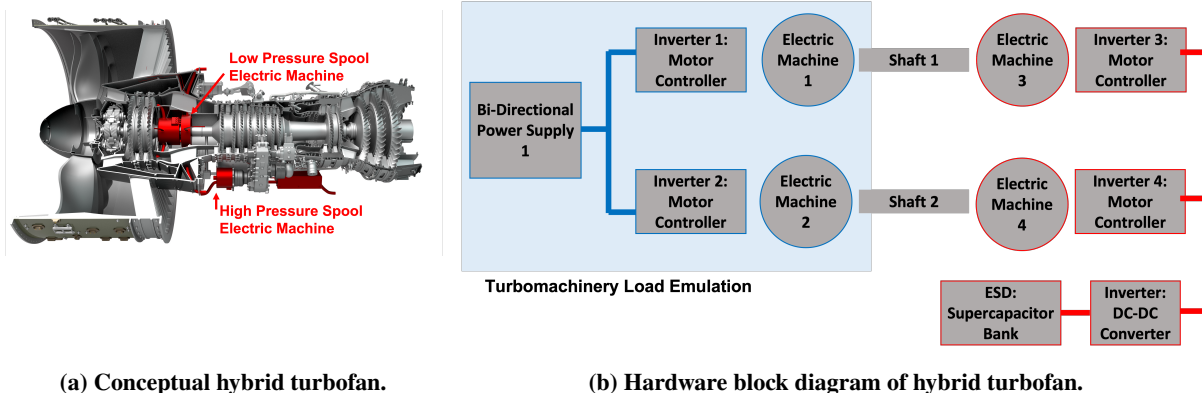 Low Pressure Spool
Electric Machine
High Pressure Spool
Electric Machine
(a) Conceptual hybrid turbofan.
Bi-Directional
Power Supply
1
Inverter 1:
Motor
Controller
Electric
Machine
1
Shaft 1
Electric
Machine
3
Inverter 3:
Motor
Controller
Inverter 2:
Motor
Controller
Electric
Machine
2
Shaft 2
Electric
Machine
4
Inverter 4:
Motor
Controller
Turbomachinery Load Emulation
ESD:
Supercapacitor
Bank
Inverter:
DC-DC
Converter
(b) Hardware block diagram of hybrid turbofan.